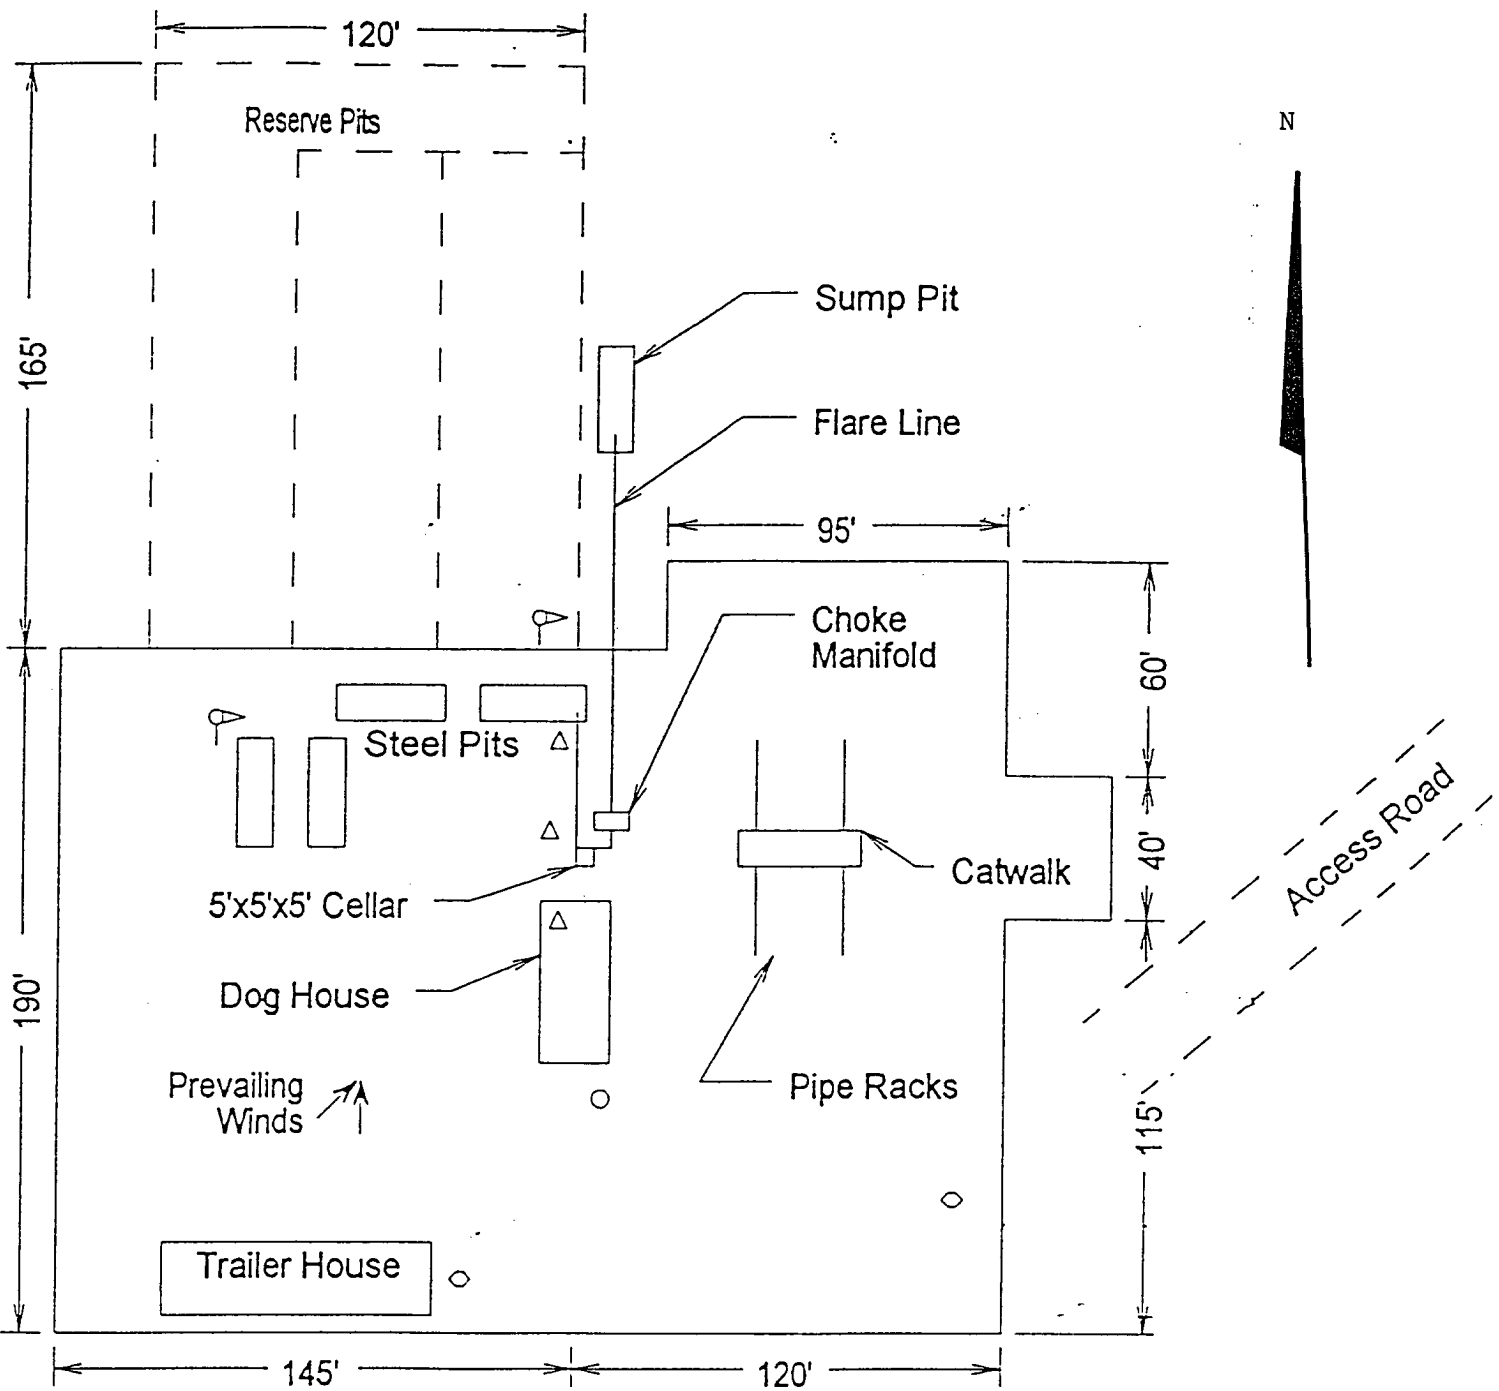 120'
Reserve Pits
N
Sump Pit
165'
Flare Line
95'
Choke
Manifold
60'
Steel Pits
40'
Access Road
Catwalk
5'x5'x5' Cellar
190'
Dog House
Prevailing
Winds
Pipe Racks
115'
Trailer House
145'
120'